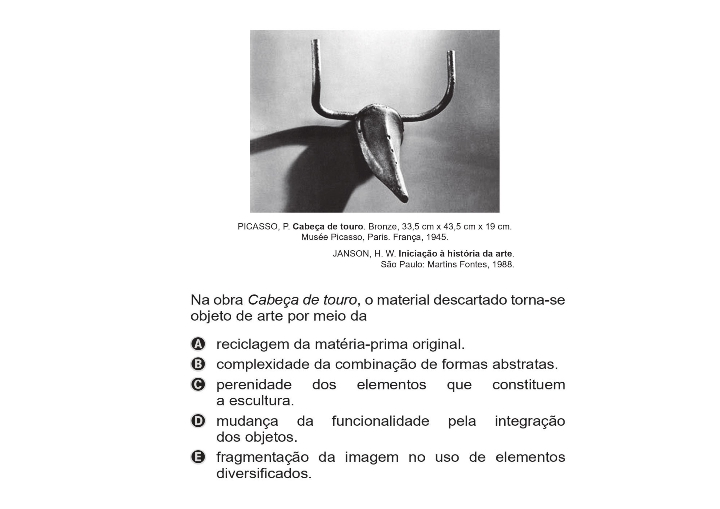 PICASSO, P. Cabeça de touro. Bronze, 33,5 cm x 43,5 cm x 19 cm.
Musée Picasso, Paris. França, 1945.
JANSON, H. W. Iniciação à história da arte.
São Paulo: Martins Fontes, 1988.
Na obra Cabeça de touro, o material descartado torna-se
objeto de arte por meio da
A reciclagem da matéria-prima original.
B complexidade da combinação de formas abstratas.
C perenidade dos elementos que constituem
a escultura.
D mudança da funcionalidade pela integração
dos objetos.
E fragmentação da imagem no uso de elementos
diversificados.